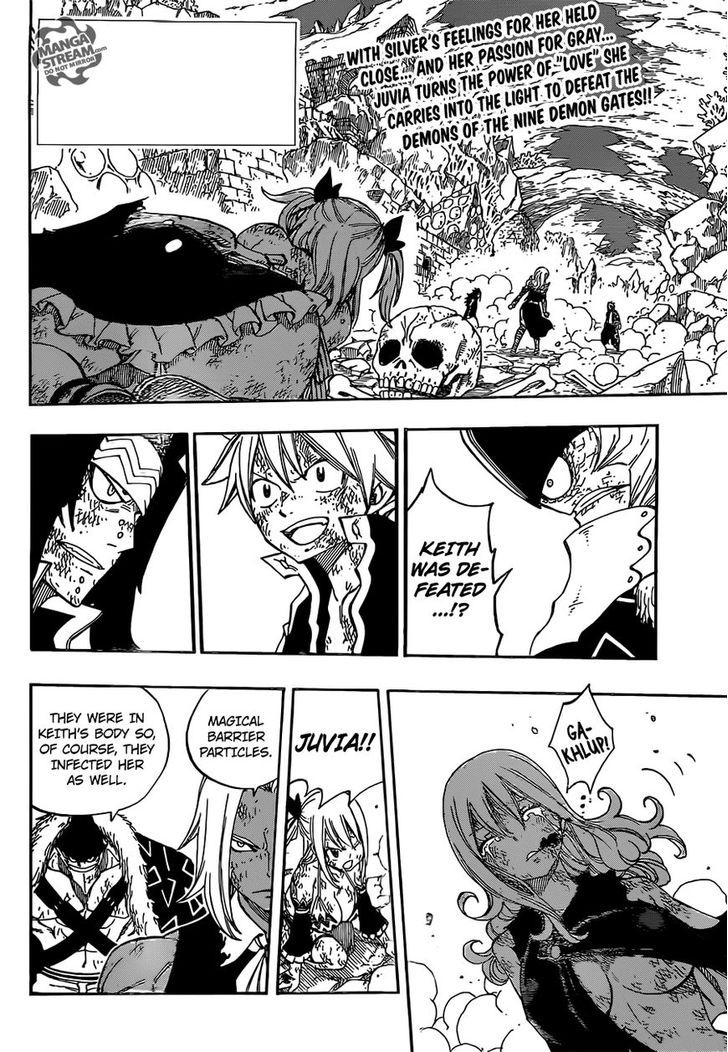 MANGA
STREAM.COM
DO NOT MIRROR
WITH SILVER'S FEELINGS FOR HER HELD
CLOSE... AND HER PASSION FOR GRAY...
JUVIA TURNS THE POWER OF "LOVE" SHE
CARRIES INTO THE LIGHT TO DEFEAT THE
DEMONS OF THE NINE DEMON GATES!!
KEITH
WAS DE-
FEATED
...!?
THEY WERE IN
KEITH'S BODY SO,
OF COURSE, THEY
INFECTED HER
AS WELL.
MAGICAL
BARRIER
PARTICLES.
JUVIA!!
GA-
KHLUP!